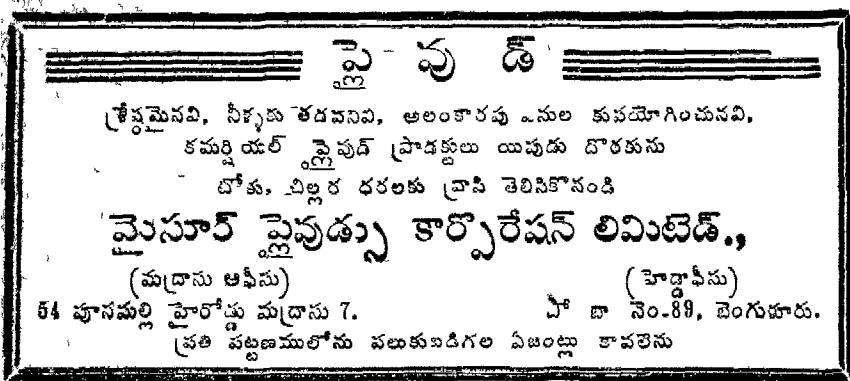 ప్లై వుడ్
శ్రేష్ఠమైనవి, నీళ్ళకు తడవనివి, అలంకారపు పనుల కుపయోగించునవి,
కమర్షియల్ ప్లైవుడ్ ప్రాడక్టులు యిపుడు దొరకును
టోకు, చిల్లర ధరలకు వ్రాసి తెలిసికొనండి
మైసూర్ ప్లైవుడ్సు కార్పొరేషన్ లిమిటెడ్.,
(మద్రాసు ఆఫీసు) (హెడ్డాఫీసు)
54 పూనమల్లి హైరోడ్డు మద్రాసు 7. పో బా నెం-89, బెంగుళూరు.
ప్రతి పట్టణములోను పలుకుబడిగల ఏజంట్లు కావలెను